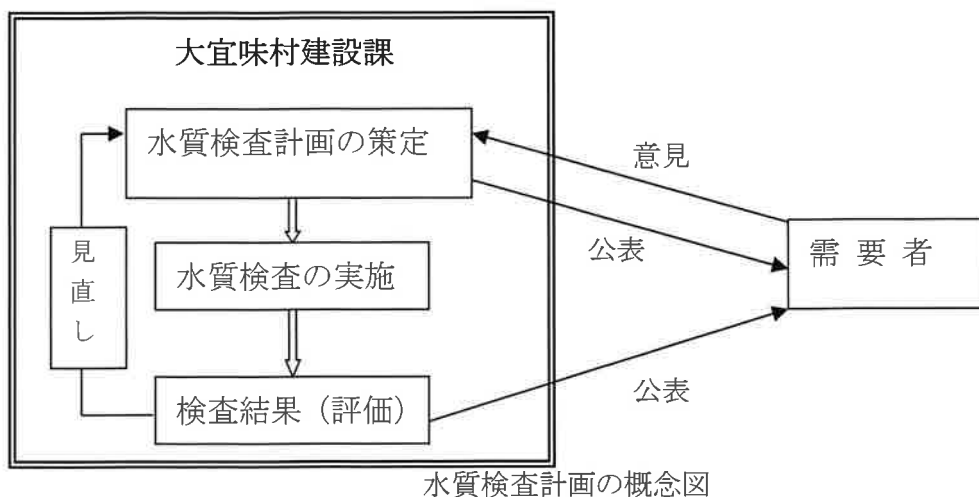 大宜味村建設課
水質検査計画の策定
意見
公表
需要者
見直し
水質検査の実施
検査結果（評価）
公表
水質検査計画の概念図